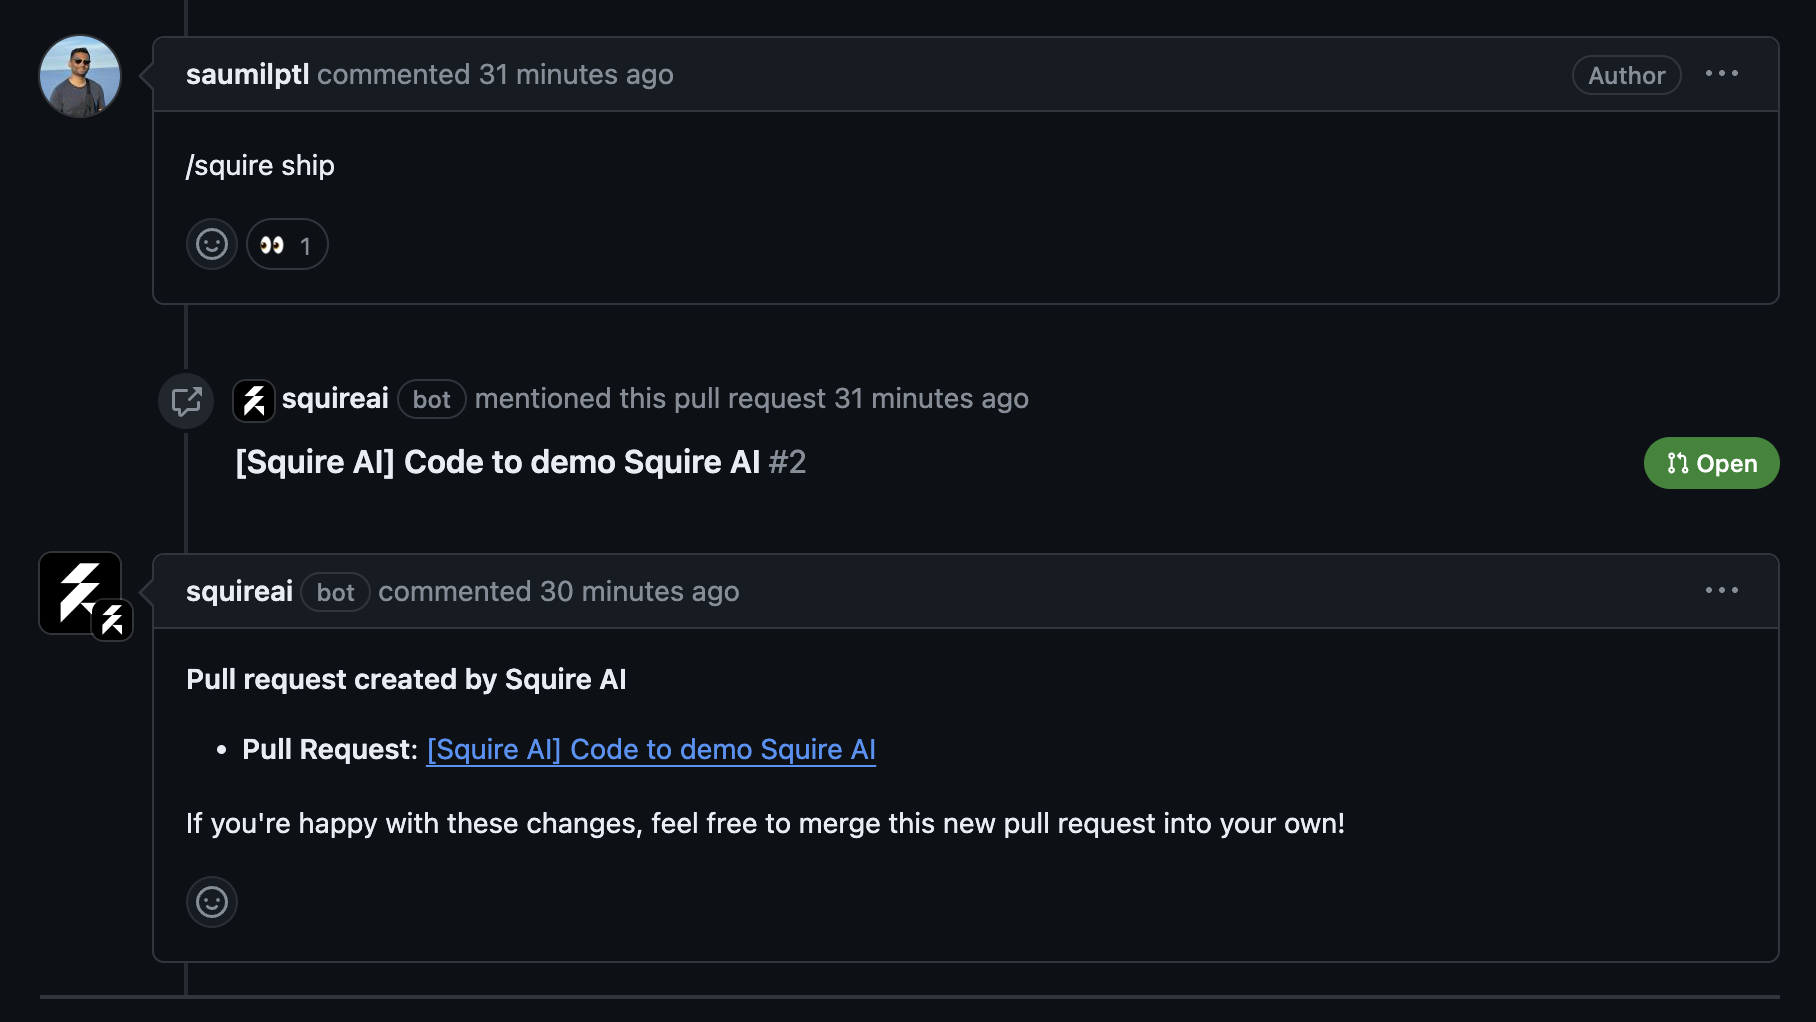 saumilptl commented 31 minutes ago
Author
/squire ship
1
squireai bot mentioned this pull request 31 minutes ago
[Squire AI] Code to demo Squire AI #2
Open
squireai bot commented 30 minutes ago
Pull request created by Squire AI
• Pull Request: [Squire AI] Code to demo Squire AI
If you're happy with these changes, feel free to merge this new pull request into your own!